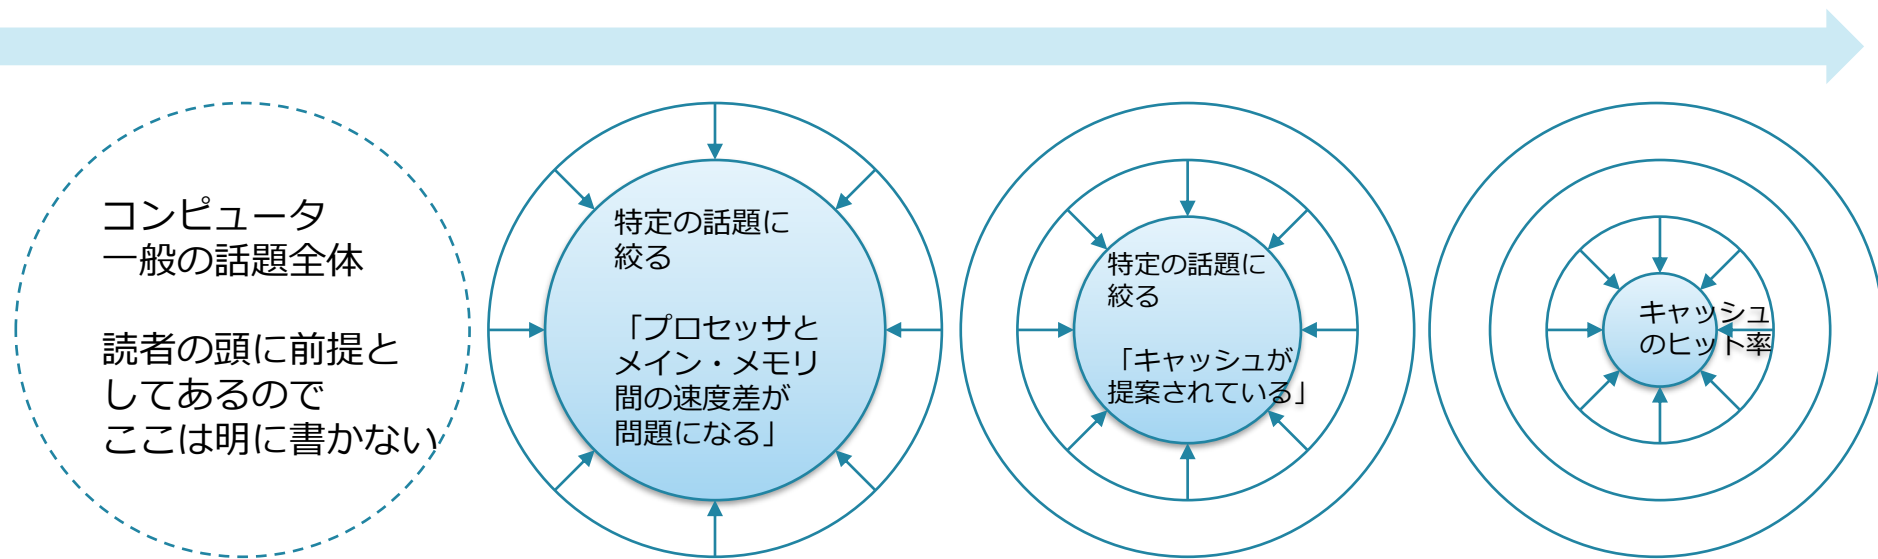 コンピュータ
一般の話題全体
読者の頭に前提と
してあるので
ここは明に書かない
特定の話題に
絞る
「プロセッサと
メイン・メモリ
間の速度差が
問題になる」
特定の話題に
絞る
「キャッシュが
提案されている」
キャッシュ
のヒット率